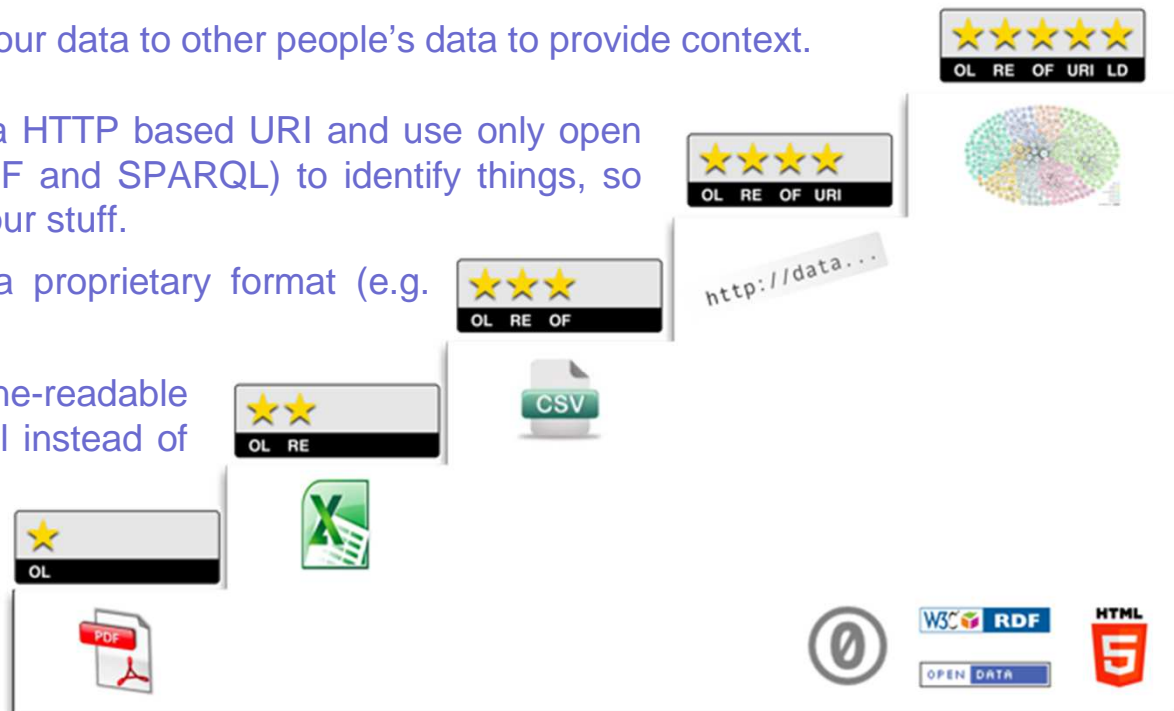 our data to other people's data to provide context.
OL RE OF URI LD
a HTTP based URI and use only open
F and SPARQL) to identify things, so
our stuff.
OL RE OF URI
a proprietary format (e.g.
OL RE OF
http://data...
ne-readable
l instead of
OL RE
CSV
OL
PDF
W3C RDF
HTML
5
OPEN DATA